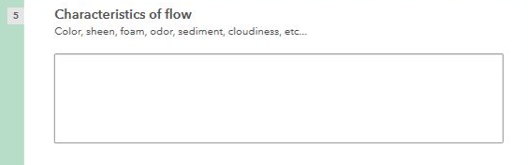 5
Characteristics of flow
Color, sheen, foam, odor, sediment, cloudiness, etc...